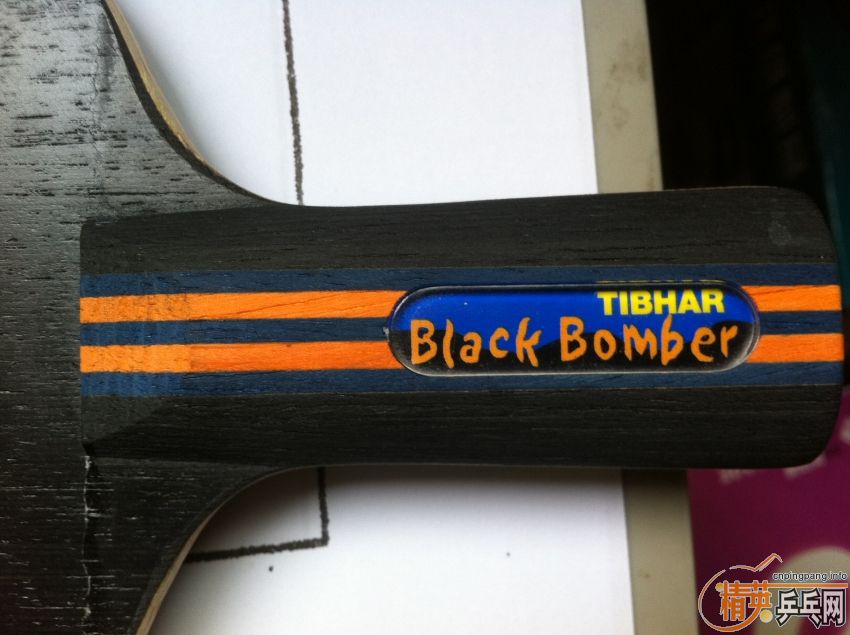 TIBHAR
Black Bomber
cnpingpang.info
精英乒乓网